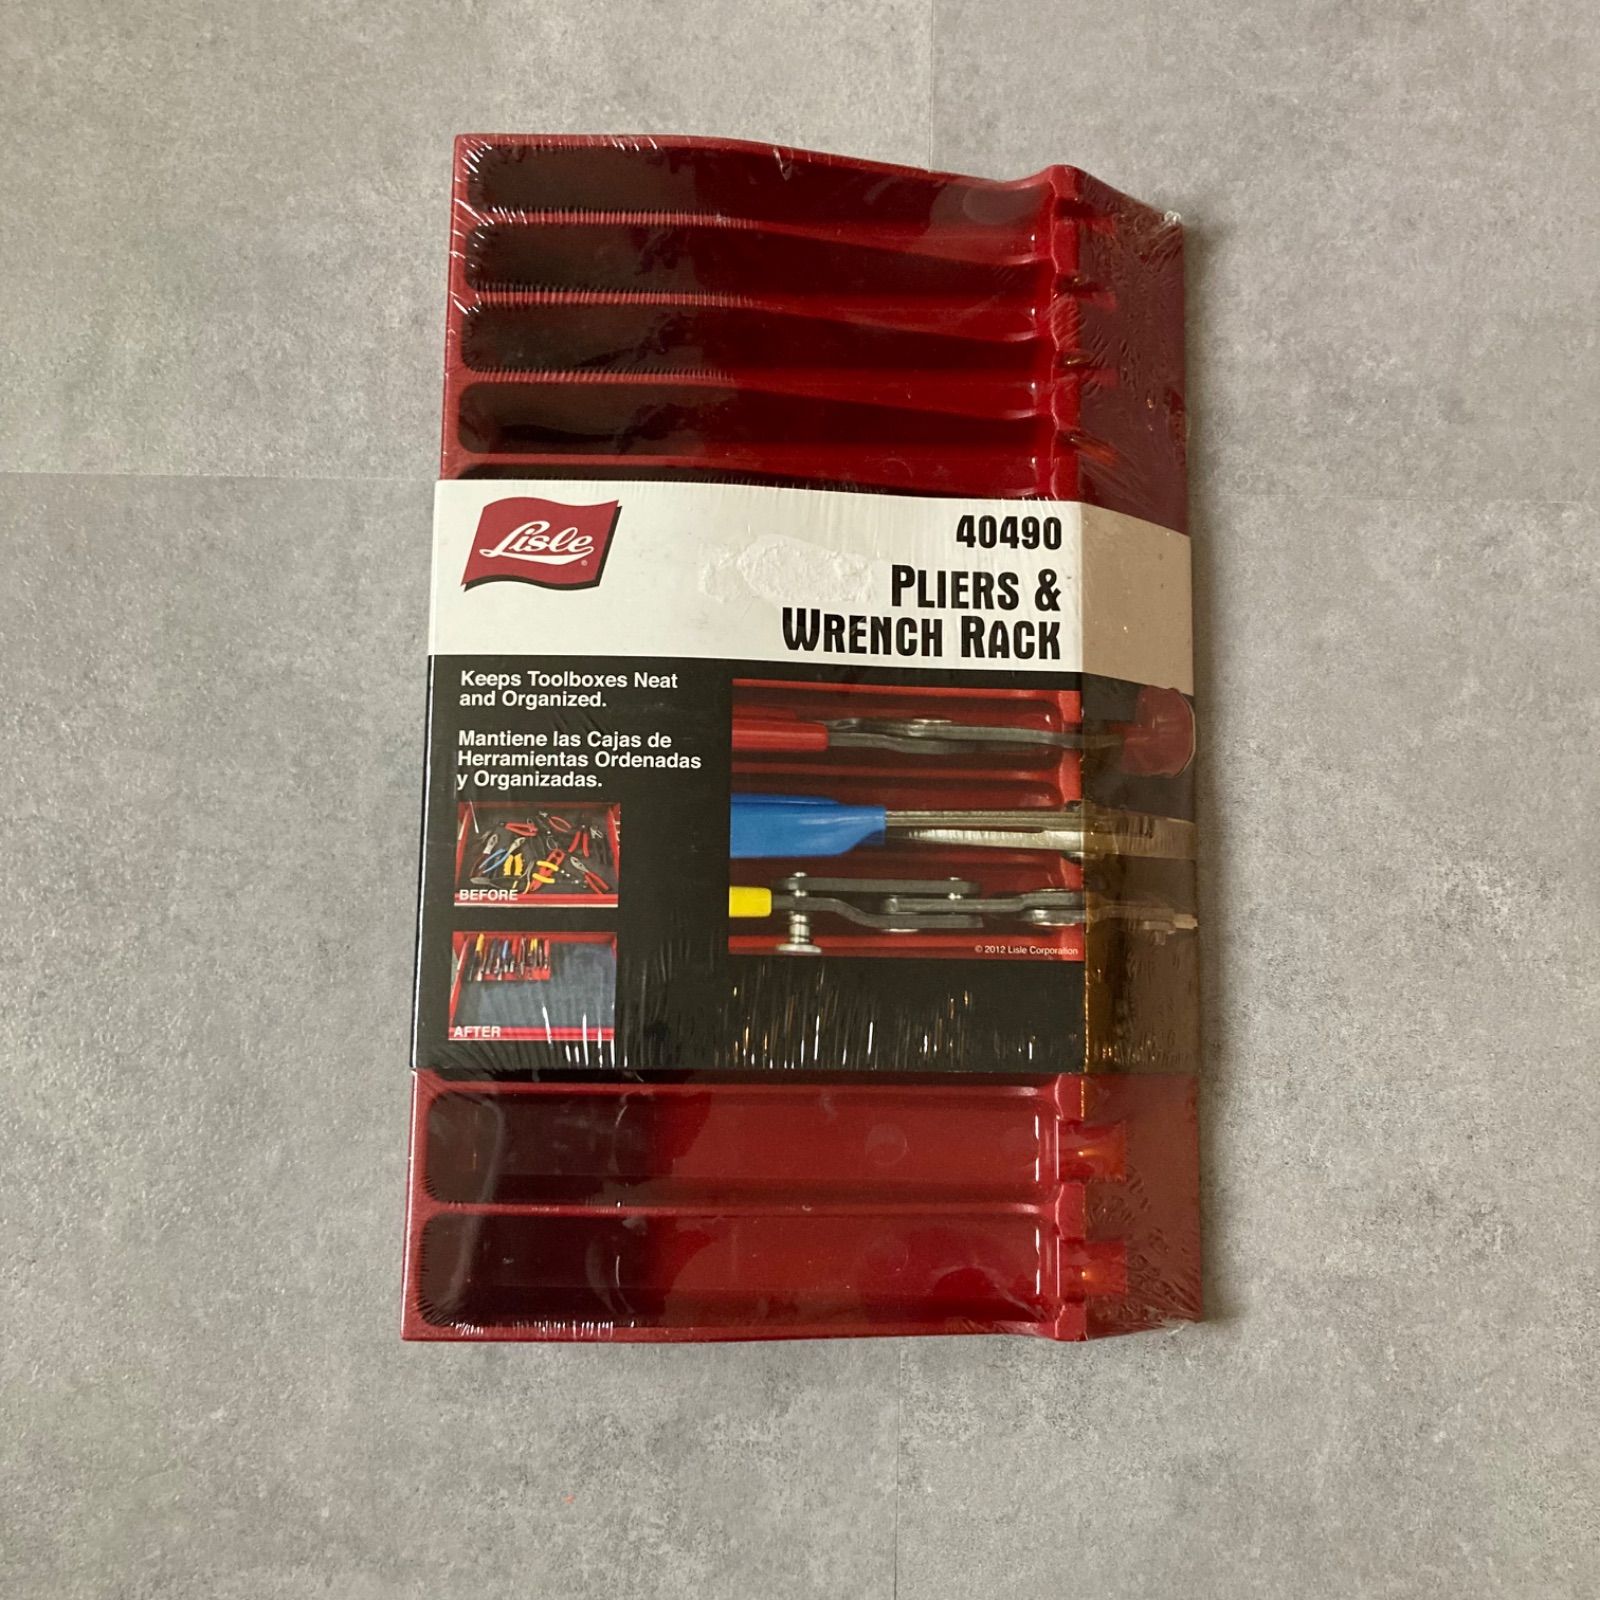 Lisle®
40490
PLIERS &
WRENCH RACK
Keeps Toolboxes Neat
and Organized.
Mantiene las Cajas de
Herramientas Ordenadas
y Organizadas.
BEFORE
AFTER
© 2012 Lisle Corporation